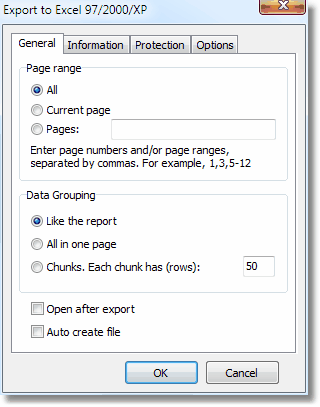 Export to Excel 97/2000/XP
General Information Protection Options
Page range
All
Current page
Pages:
Enter page numbers and/or page ranges,
separated by commas. For example, 1,3,5-12
Data Grouping
Like the report
All in one page
Chunks. Each chunk has (rows): 50
Open after export
Auto create file
OK Cancel